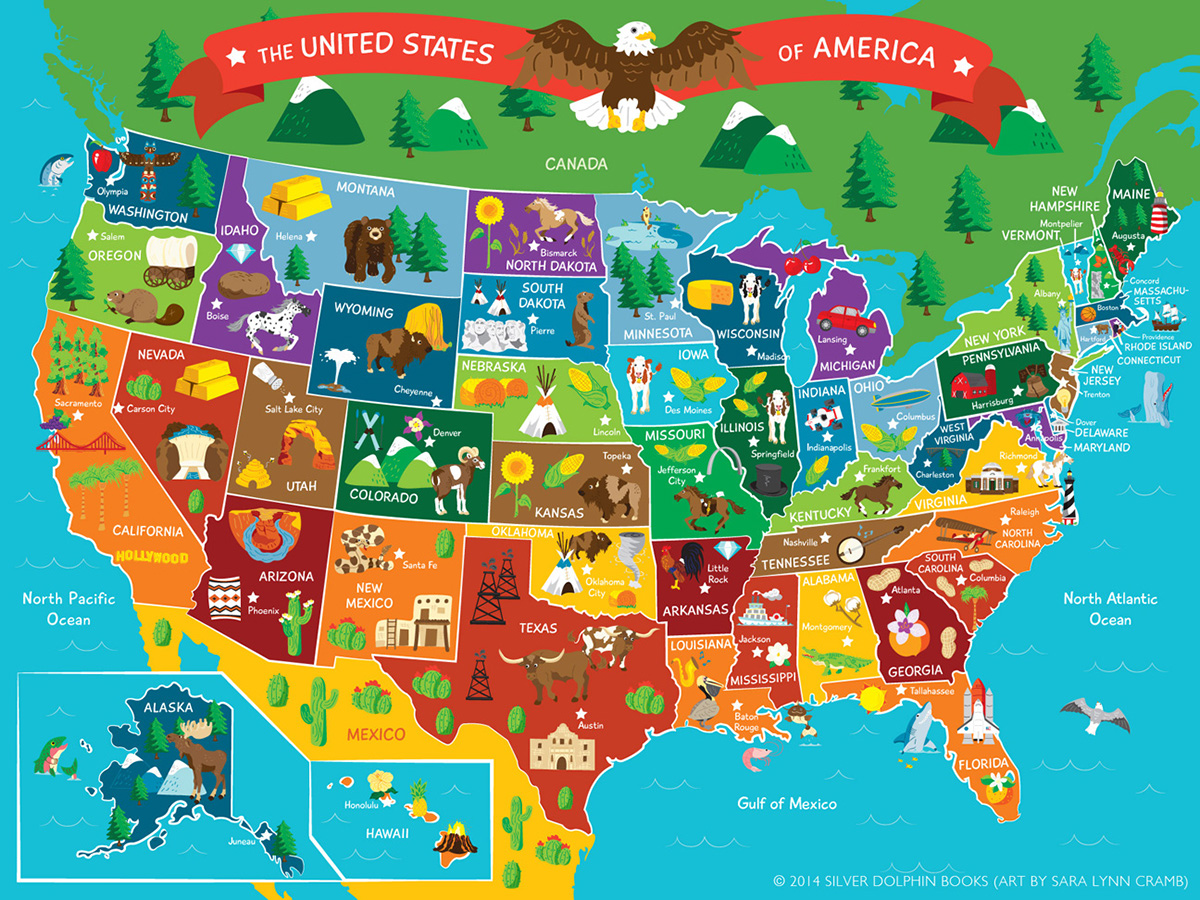 THE UNITED STATES
OF AMERICA
CANADA
Olympia
WASHINGTON
Salem
OREGON
IDAHO
Boise
MONTANA
Helena
Bismarck
NORTH DAKOTA
SOUTH
DAKOTA
Pierre
WYOMING
Cheyenne
St. Paul
MINNESOTA
WISCONSIN
Madison
Lansing
MICHIGAN
NEVADA
Carson City
Sacramento
CALIFORNIA
HOLLYWOOD
Salt Lake City
UTAH
Denver
COLORADO
NEBRASKA
Lincoln
IOWA
Des Moines
Topeka
KANSAS
MISSOURI
Jefferson
City
ILLINOIS
Springfield
INDIANA
Indianapolis
OHIO
Columbus
WEST
VIRGINIA
Charleston
Frankfort
KENTUCKY
VIRGINIA
Richmond
NEW
HAMPSHIRE
Montpelier
VERMONT
MAINE
Augusta
Concord
MASSACHU-
SETTS
Boston
Albany
NEW YORK
Hartford
Providence
RHODE ISLAND
CONNECTICUT
PENNSYLVANIA
Harrisburg
NEW
JERSEY
Trenton
Dover
DELAWARE
Annapolis
MARYLAND
ARIZONA
Phoenix
Santa Fe
NEW
MEXICO
OKLAHOMA
Oklahoma
City
TEXAS
Austin
Little
Rock
ARKANSAS
Nashville
TENNESSEE
Raleigh
NORTH
CAROLINA
SOUTH
CAROLINA
Columbia
ALABAMA
Montgomery
Atlanta
GEORGIA
LOUISIANA
Baton
Rouge
Jackson
MISSISSIPPI
Tallahassee
FLORIDA
North Pacific
Ocean
North Atlantic
Ocean
MEXICO
Gulf of Mexico
ALASKA
Juneau
Honolulu
HAWAII
© 2014 SILVER DOLPHIN BOOKS (ART BY SARA LYNN CRAMB)